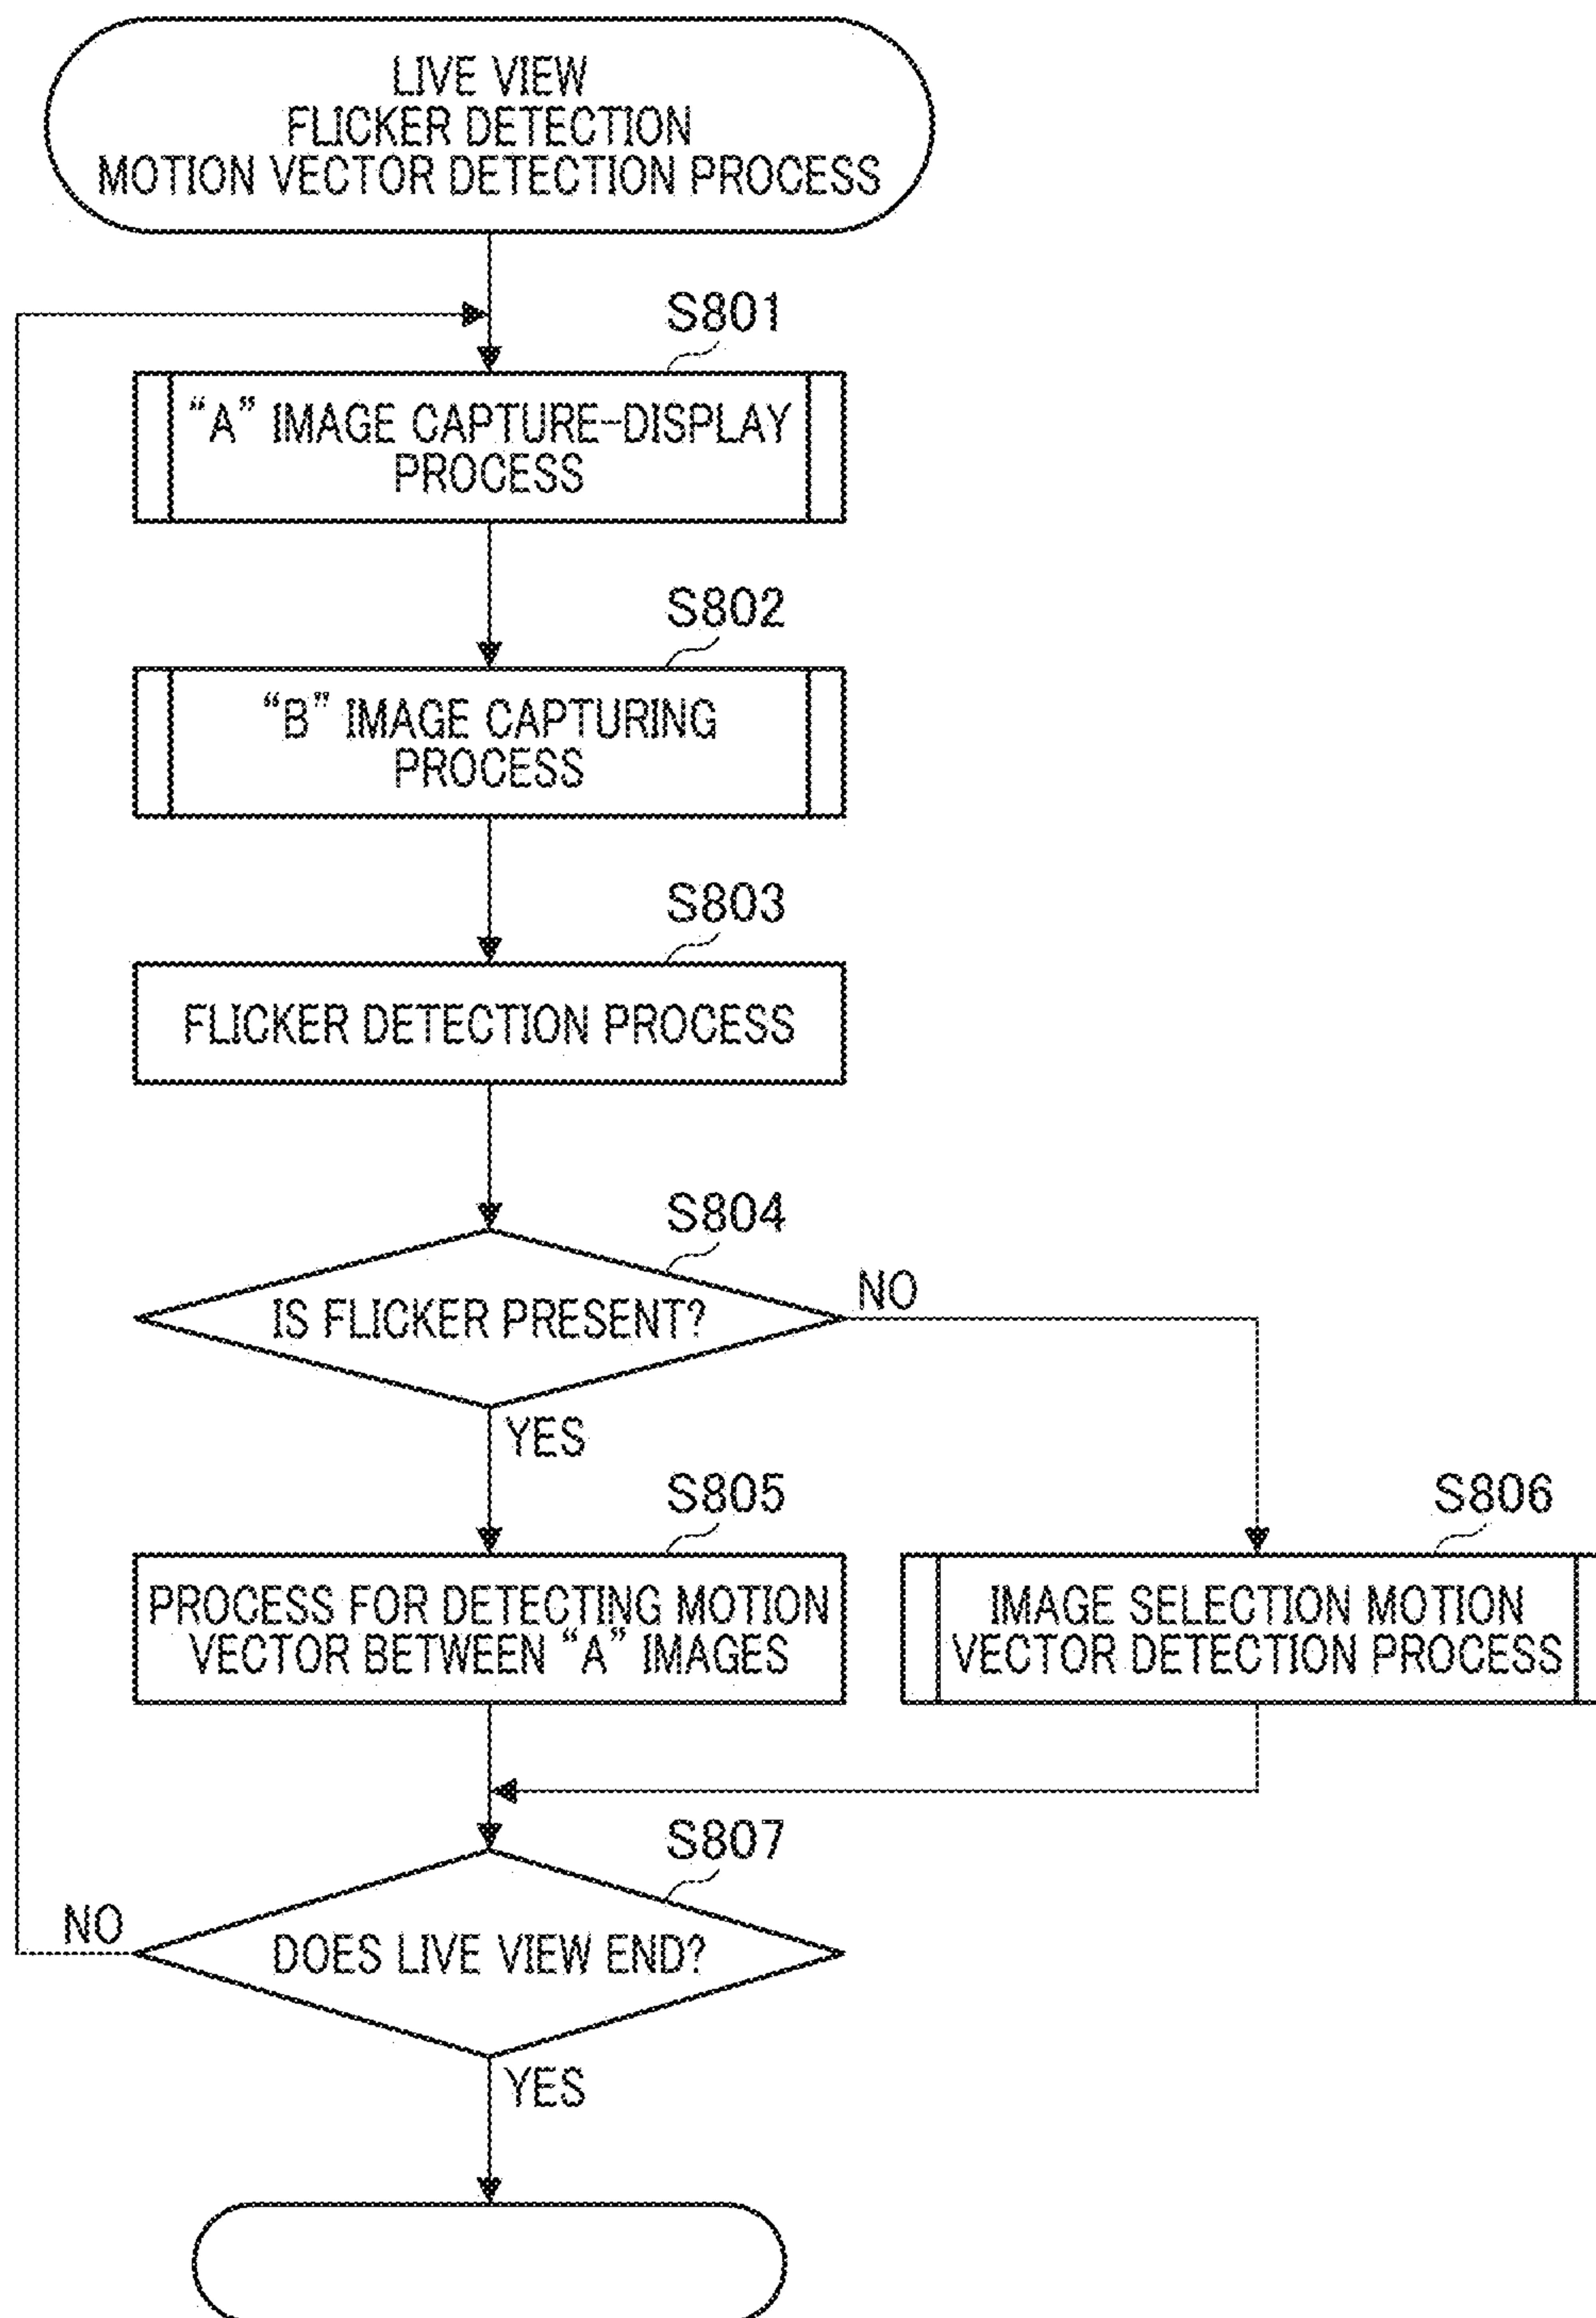 LIVE VIEW
FLICKER DETECTION
MOTION VECTOR DETECTION PROCESS
S801
“A” IMAGE CAPTURE-DISPLAY
PROCESS
S802
“B” IMAGE CAPTURING
PROCESS
S803
FLICKER DETECTION PROCESS
S804
IS FLICKER PRESENT?
NO
YES
S805
PROCESS FOR DETECTING MOTION
VECTOR BETWEEN “A” IMAGES
S806
IMAGE SELECTION MOTION
VECTOR DETECTION PROCESS
S807
DOES LIVE VIEW END?
NO
YES